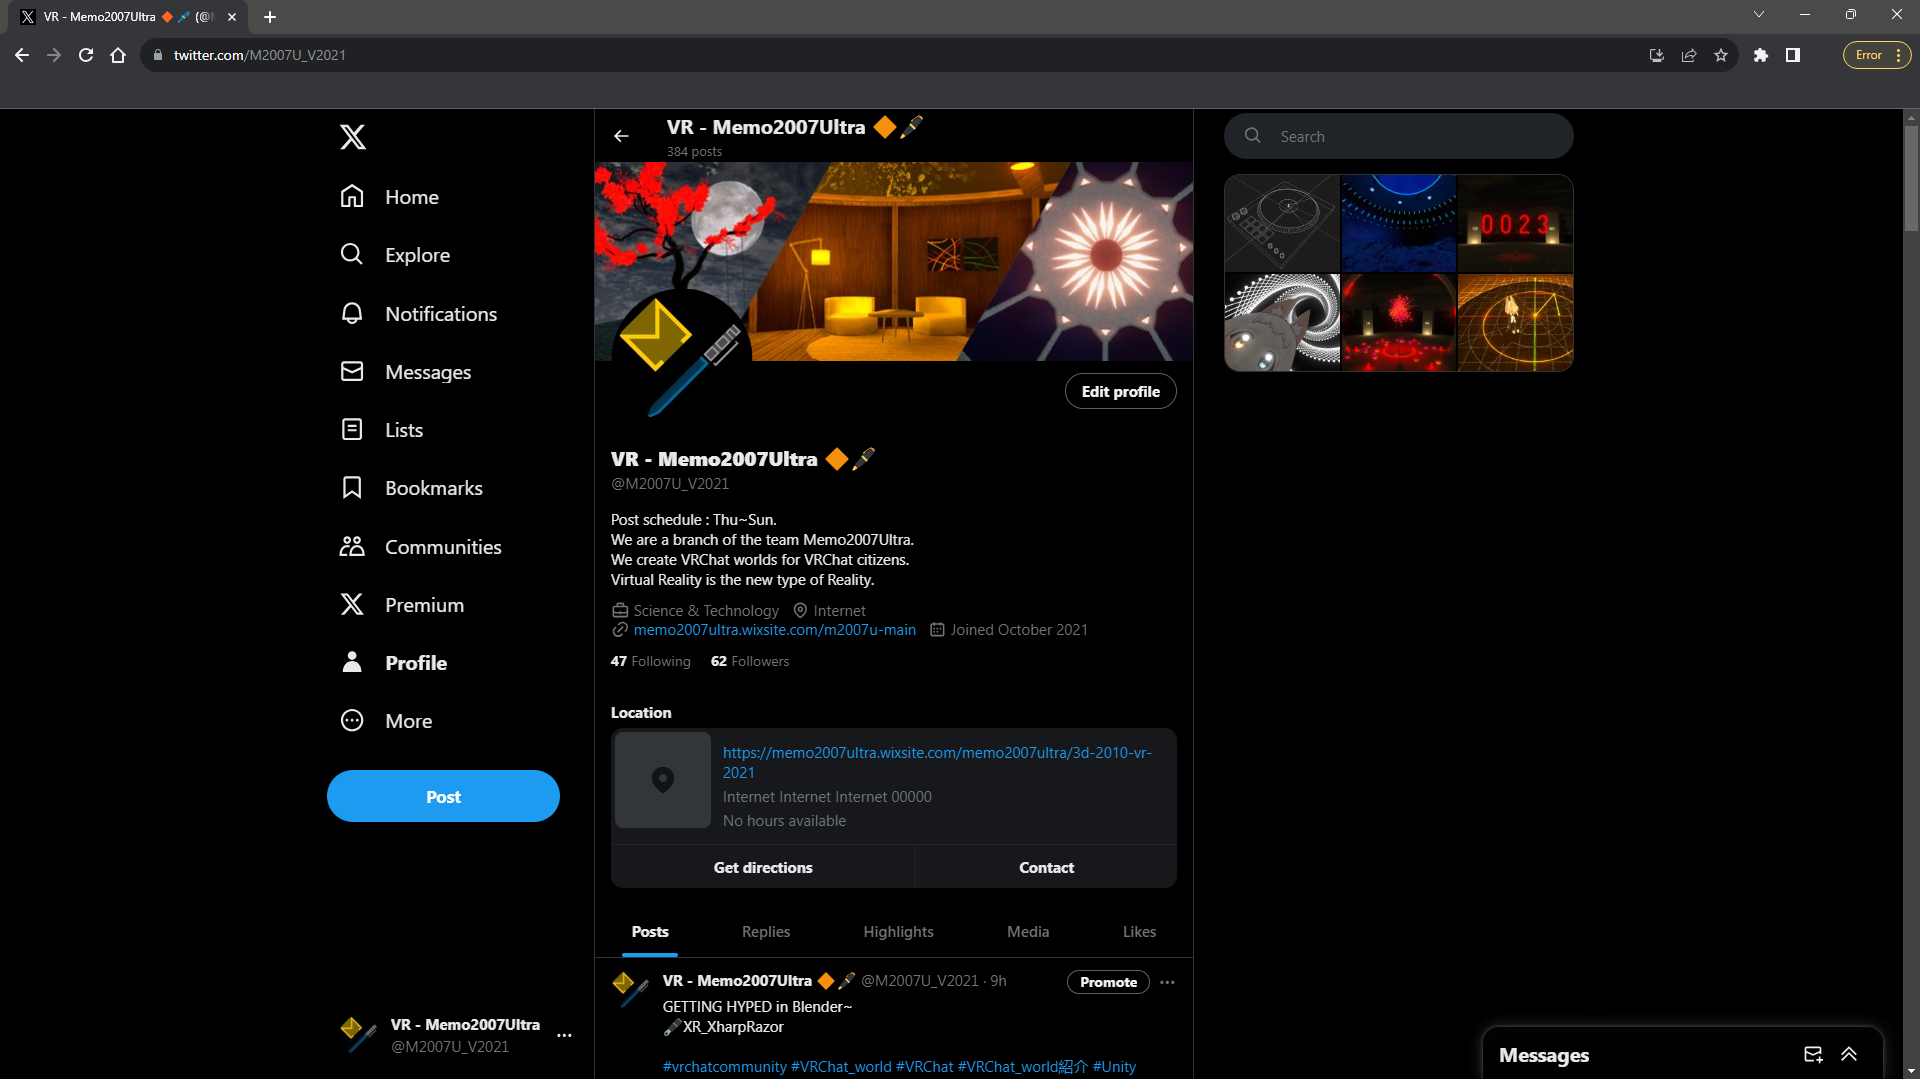 VR - Memo2007Ultra 🔶🖋️ (@
twitter.com/M2007U_V2021
Error
Home
Explore
Notifications
Messages
Lists
Bookmarks
Communities
Premium
Profile
More
Post
VR - Memo2007Ultra
@M2007U_V2021
VR - Memo2007Ultra 🔶🖋️
384 posts
Edit profile
VR - Memo2007Ultra 🔶🖋️
@M2007U_V2021
Post schedule : Thu~Sun.
We are a branch of the team Memo2007Ultra.
We create VRChat worlds for VRChat citizens.
Virtual Reality is the new type of Reality.
Science & Technology Internet
memo2007ultra.wixsite.com/m2007u-main Joined October 2021
47 Following 62 Followers
Location
https://memo2007ultra.wixsite.com/memo2007ultra/3d-2010-vr-
2021
Internet Internet Internet 00000
No hours available
Get directions Contact
Posts Replies Highlights Media Likes
VR - Memo2007Ultra 🔶🖋️ @M2007U_V2021 · 9h Promote
GETTING HYPED in Blender~
🖋️XR_XharpRazor
#vrchatcommunity #VRChat_world #VRChat #VRChat_world紹介 #Unity
Search
0023
Messages